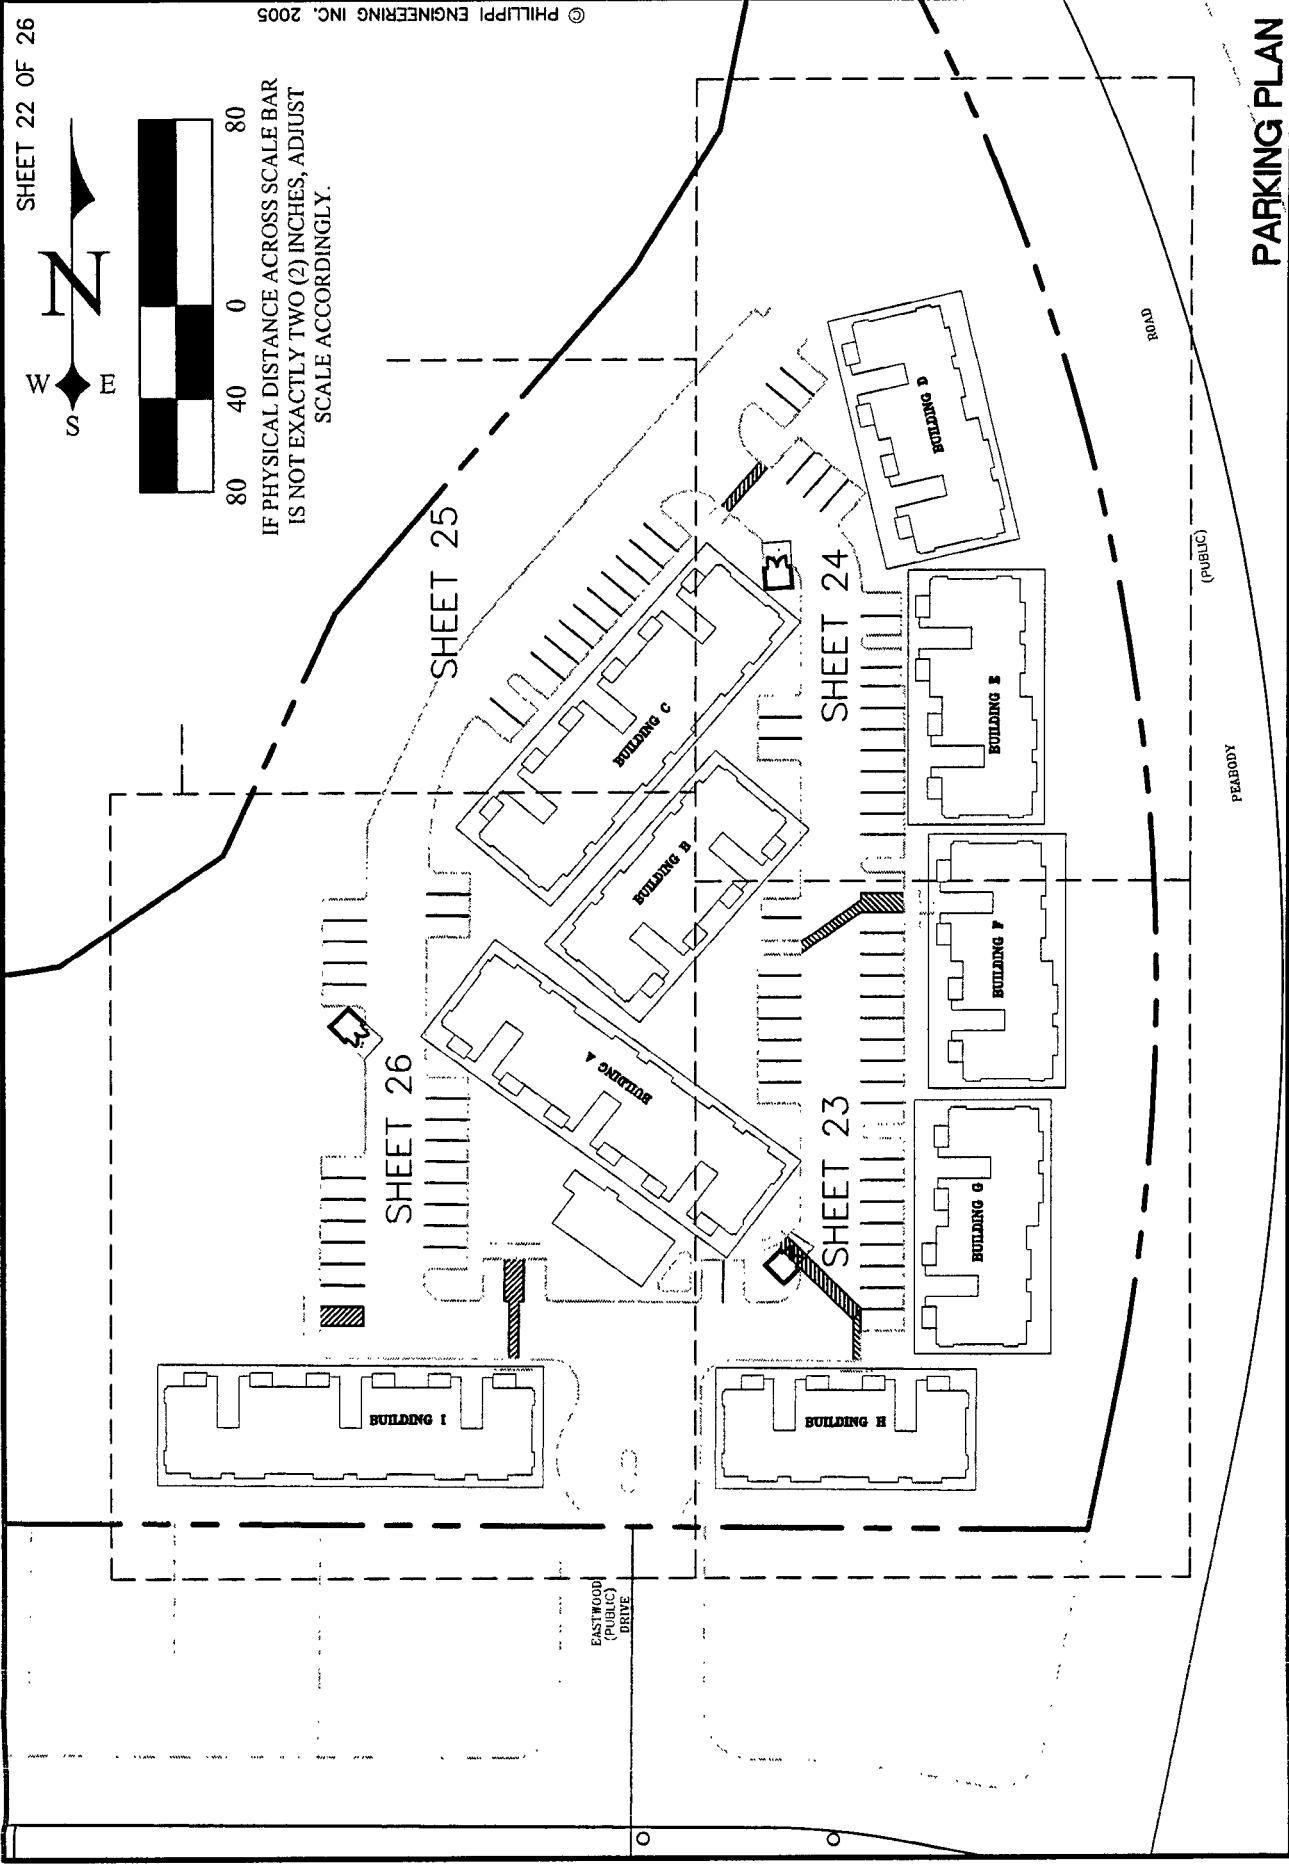 SHEET 22 OF 26
© PHILLIPPI ENGINEERING INC. 2005
N
W E
S
80 40 0 80
IF PHYSICAL DISTANCE ACROSS SCALE BAR
IS NOT EXACTLY TWO (2) INCHES, ADJUST
SCALE ACCORDINGLY.
SHEET 25
SHEET 24
SHEET 26
SHEET 23
BUILDING D
BUILDING C
BUILDING E
BUILDING B
BUILDING F
BUILDING A
BUILDING G
BUILDING I
BUILDING H
ROAD
(PUBLIC)
PEABODY
EASTWOOD
(PUBLIC)
DRIVE
PARKING PLAN